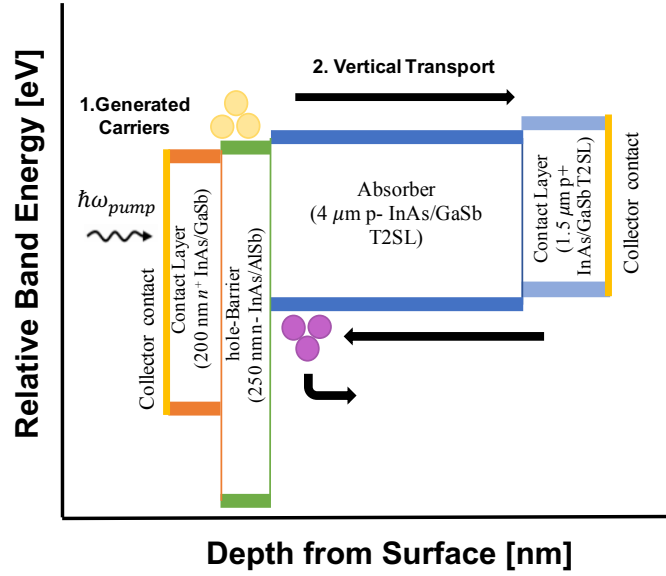 Relative Band Energy [eV]
1.Generated
Carriers
2. Vertical Transport
ℏω_pump
Collector contact
Contact Layer
(200 nm n⁺ InAs/GaSb)
hole-Barrier
(250 nm n- InAs/AlSb)
Absorber
(4 μm p- InAs/GaSb
T2SL)
Contact Layer
(1.5 μm p+
InAs/GaSb T2SL)
Collector contact
Depth from Surface [nm]